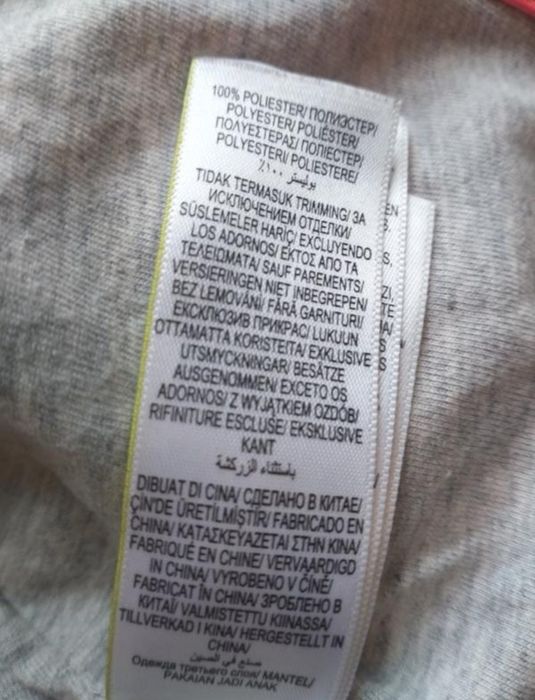 100% POLIESTER/ ПОЛИЭСТЕР/
POLYESTER/ POLIÉSTER/
ΠΟΛΥΕΣΤΕΡΑΣ/ ПОЛІЕСТЕР/
POLYESTERI/ POLIESTERE/
بوليستر ١٠٠٪
TIDAK TERMASUK TRIMMING/ ЗА
ИСКЛЮЧЕНИЕМ ОТДЕЛКИ/
SÜSLEMELER HARİÇ/ EXCLUYENDO
LOS ADORNOS/ ΕΚΤΟΣ ΑΠΟ ΤΑ
ΤΕΛΕΙΩΜΑΤΑ/ SAUF PAREMENTS/
VERSIERINGEN NIET INBEGREPEN/
BEZ LEMOVÁNÍ/ FĂRĂ GARNITURI/
ЕКСКЛЮЗИВ ПРИКРАС/ LUKUUN
OTTAMATTA KORISTEITA/ EXKLUSIVE
UTSMYCKNINGAR/ BESÄTZE
AUSGENOMMEN/ EXCETO OS
ADORNOS/ Z WYJĄTKIEM OZDÓB/
RIFINITURE ESCLUSE/ EKSKLUSIVE
KANT
باستثناء الزركشة
DIBUAT DI CINA/ СДЕЛАНО В КИТАЕ/
ÇİN'DE ÜRETİLMİŞTİR/ FABRICADO EN
CHINA/ ΚΑΤΑΣΚΕΥΑΖΕΤΑΙ ΣΤΗΝ ΚΙΝΑ/
FABRIQUÉ EN CHINE/ VERVAARDIGD
IN CHINA/ VYROBENO V ČÍNĚ/
FABRICAT ÎN CHINA/ ЗРОБЛЕНО В
КИТАЇ/ VALMISTETTU KIINASSA/
TILLVERKAD I KINA/ HERGESTELLT IN
CHINA/
صنع في الصين
Одежда третьего слоя/ MANTEL/
PAKAIAN JADI ANAK